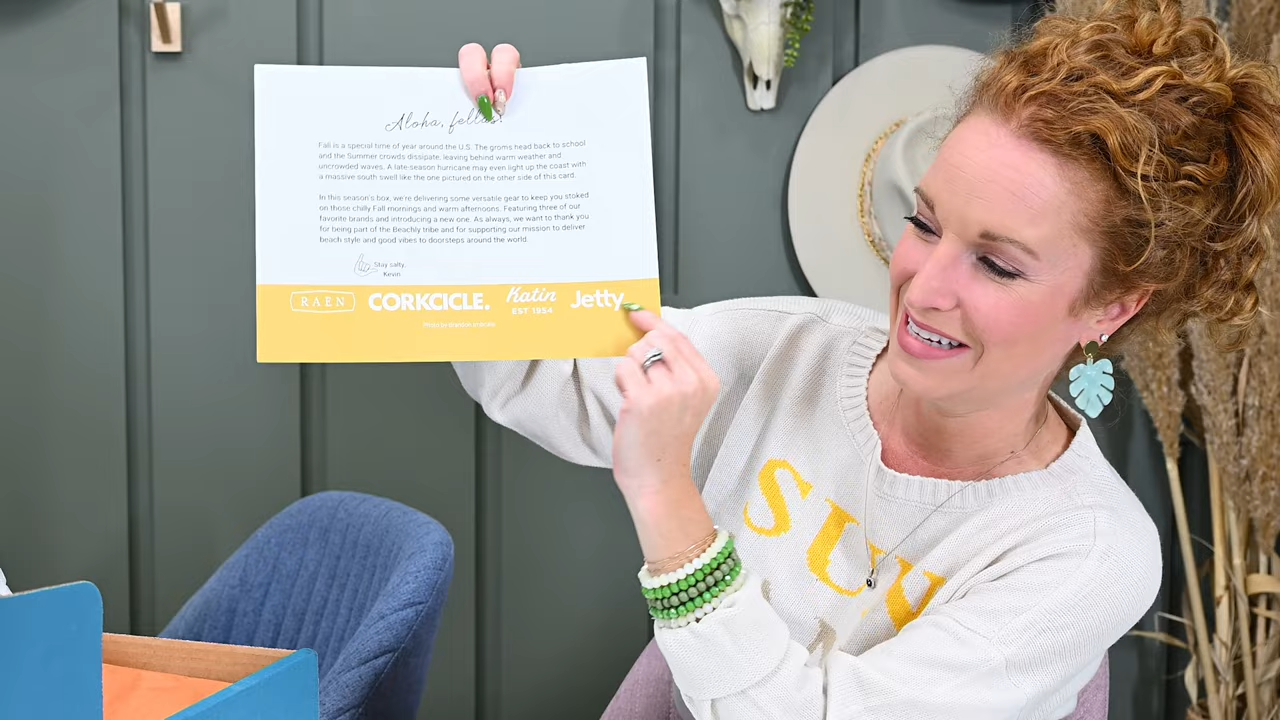 Aloha, fellas!
Fall is a special time of year around the U.S. The groms head back to school
and the Summer crowds dissipate, leaving behind warm weather and
uncrowded waves. A late-season hurricane may even light up the coast with
a massive south swell like the one pictured on the other side of this card.
In this season's box, we're delivering some versatile gear to keep you stoked
on those chilly Fall mornings and warm afternoons. Featuring three of our
favorite brands and introducing a new one. As always, we want to thank you
for being part of the Beachly tribe and for supporting our mission to deliver
beach style and good vibes to doorsteps around the world.
Stay salty,
Kevin
RAEN CORKCICLE. Katin EST 1954 Jetty
Photo by Brandon
SUN